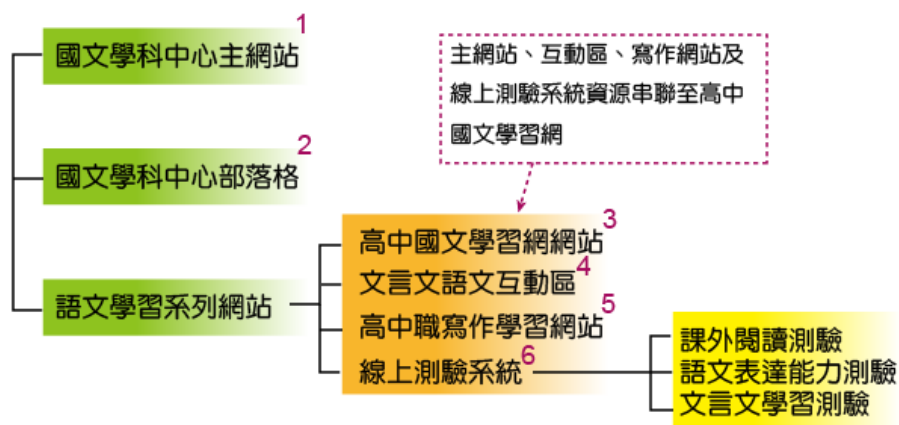 國文學科中心主網站1
主網站、互動區、寫作網站及
線上測驗系統資源串聯至高中
國文學習網
國文學科中心部落格2
語文學習系列網站
高中國文學習網網站3
文言文語文互動區4
高中職寫作學習網站5
線上測驗系統6
課外閱讀測驗
語文表達能力測驗
文言文學習測驗